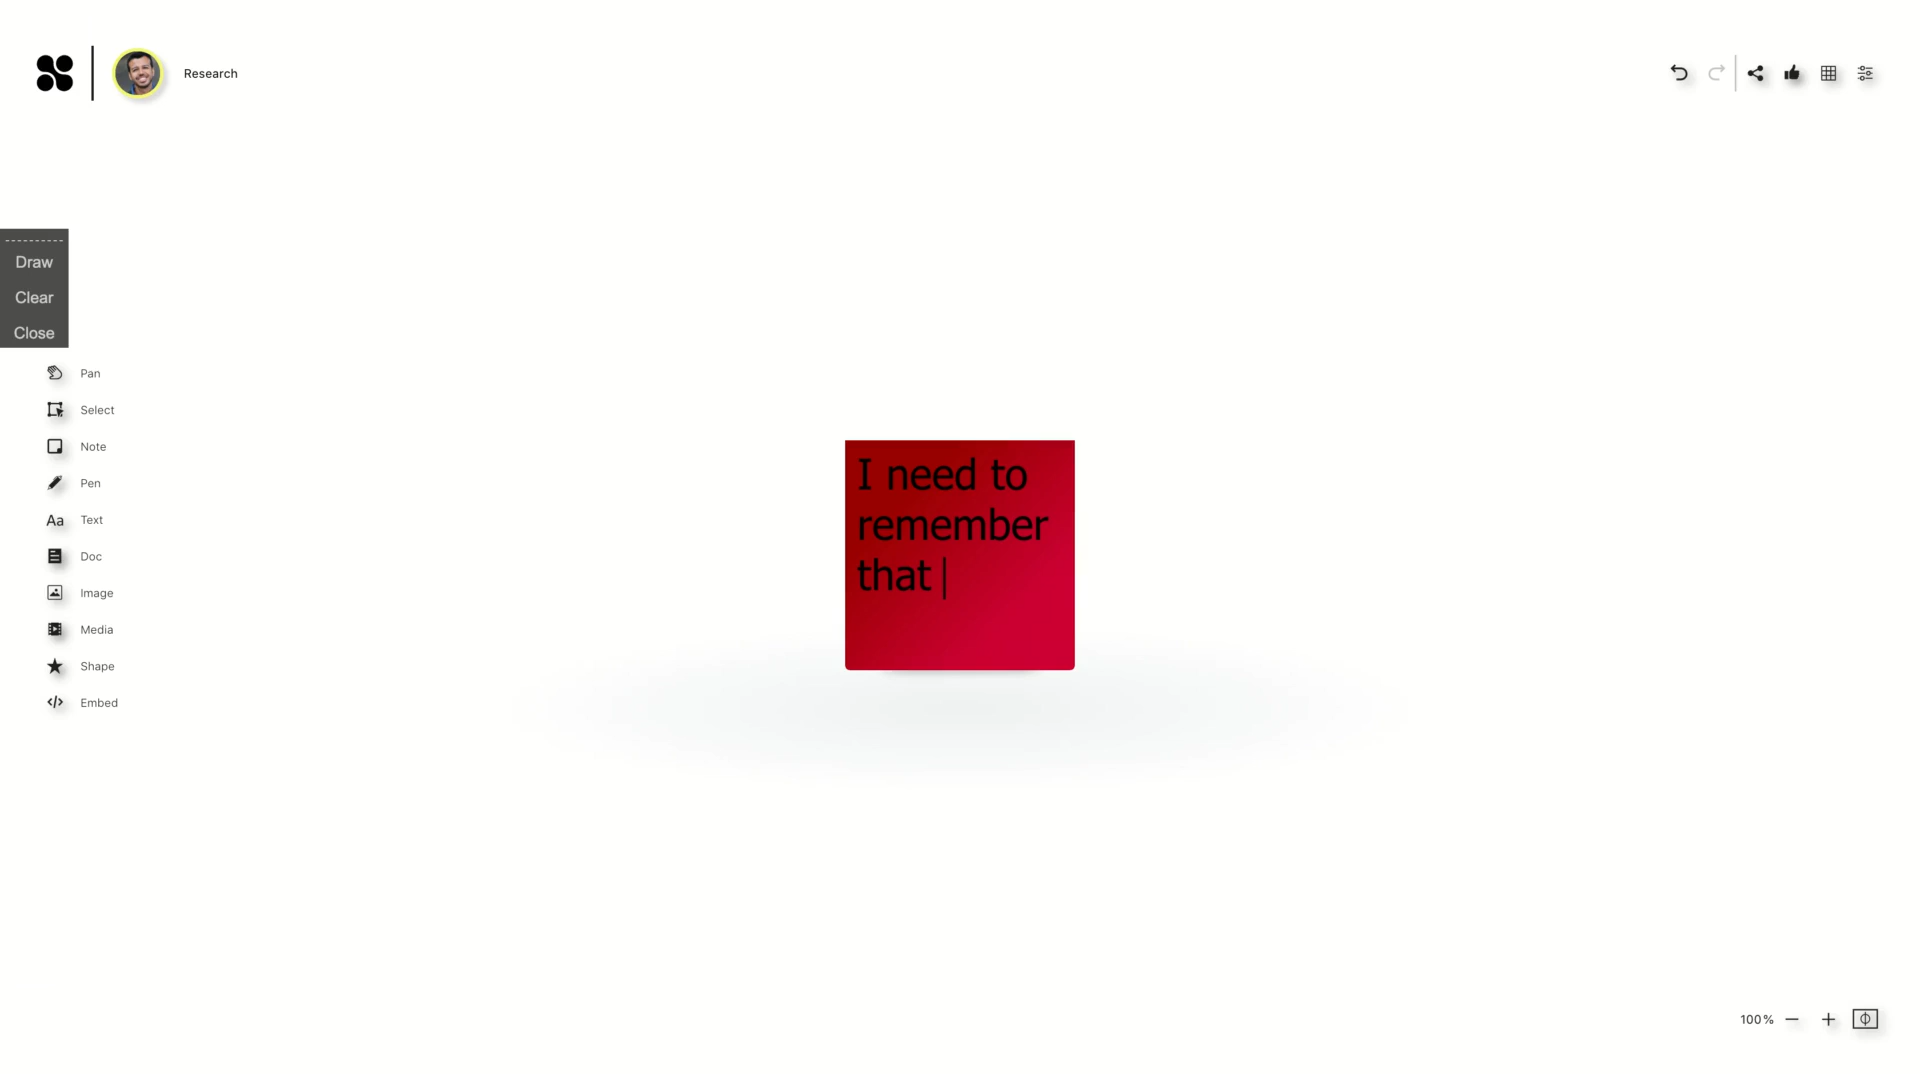 Research
Draw
Clear
Close
Pan
Select
Note
Pen
Aa Text
Doc
Image
Media
Shape
Embed
I need to
remember
that
100%